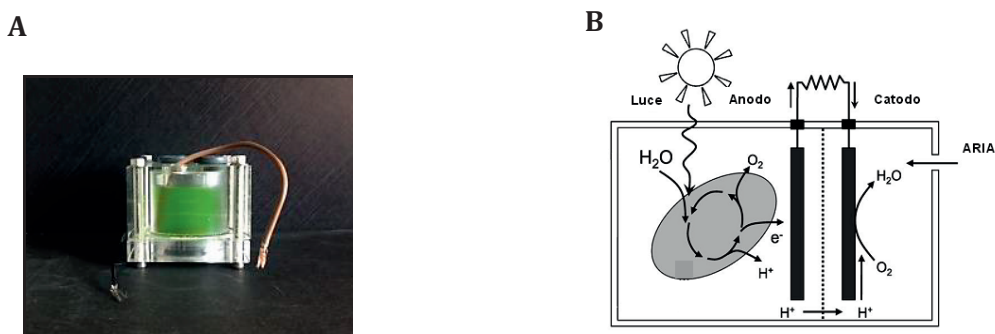 A
B
Luce
Anodo
Catodo
ARIA
H₂O
O₂
H₂O
e⁻
H⁺
O₂
H⁺
H⁺